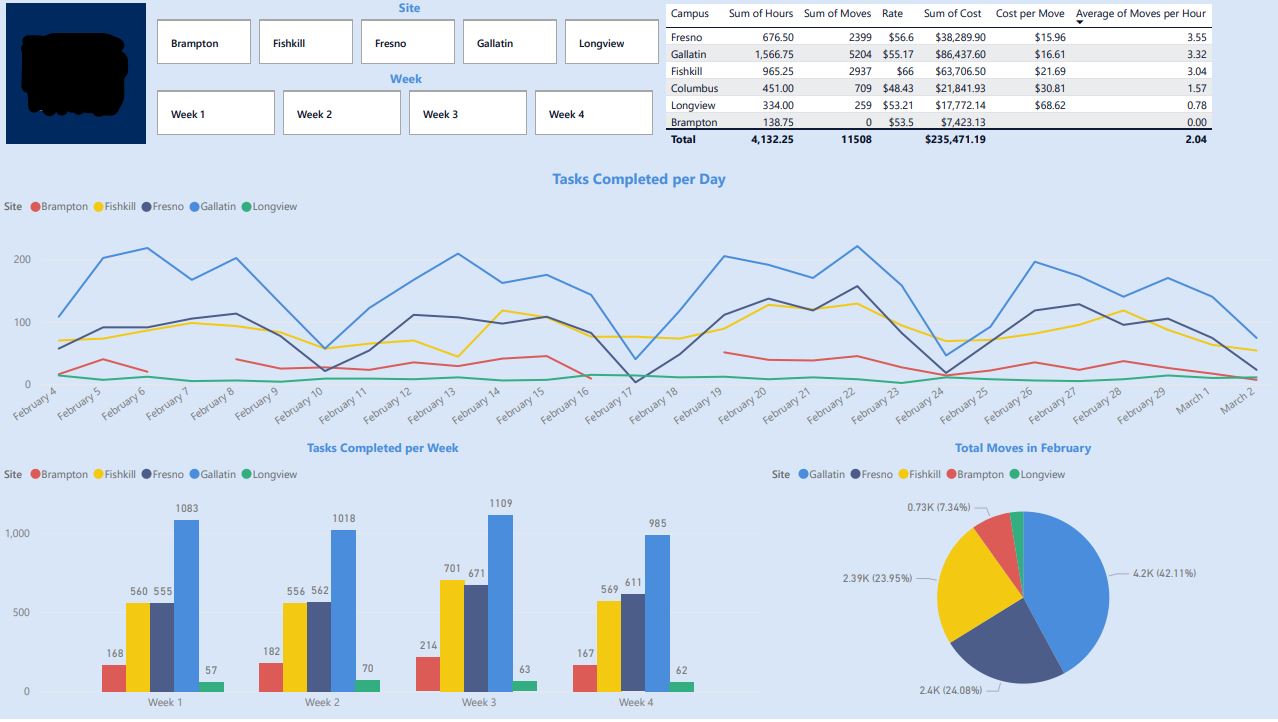 Site
Brampton Fishkill Fresno Gallatin Longview
Week
Week 1 Week 2 Week 3 Week 4
Campus Sum of Hours Sum of Moves Rate Sum of Cost Cost per Move Average of Moves per Hour
Fresno 676.50 2399 $56.6 $38,289.90 $15.96 3.55
Gallatin 1,566.75 5204 $55.17 $86,437.60 $16.61 3.32
Fishkill 965.25 2937 $66 $63,706.50 $21.69 3.04
Columbus 451.00 709 $48.43 $21,841.93 $30.81 1.57
Longview 334.00 259 $53.21 $17,772.14 $68.62 0.78
Brampton 138.75 0 $53.5 $7,423.13 0.00
Total 4,132.25 11508 $235,471.19 2.04
Tasks Completed per Day
Site Brampton Fishkill Fresno Gallatin Longview
200
100
0
February 4 February 5 February 6 February 7 February 8 February 9 February 10 February 11 February 12 February 13 February 14 February 15 February 16 February 17 February 18 February 19 February 20 February 21 February 22 February 23 February 24 February 25 February 26 February 27 February 28 February 29 March 1 March 2
Tasks Completed per Week
Site Brampton Fishkill Fresno Gallatin Longview
1,000
500
0
168 560 555 1083 57
182 556 562 1018 70
214 701 671 1109 63
167 569 611 985 62
Week 1 Week 2 Week 3 Week 4
Total Moves in February
Site Gallatin Fresno Fishkill Brampton Longview
0.73K (7.34%)
4.2K (42.11%)
2.39K (23.95%)
2.4K (24.08%)